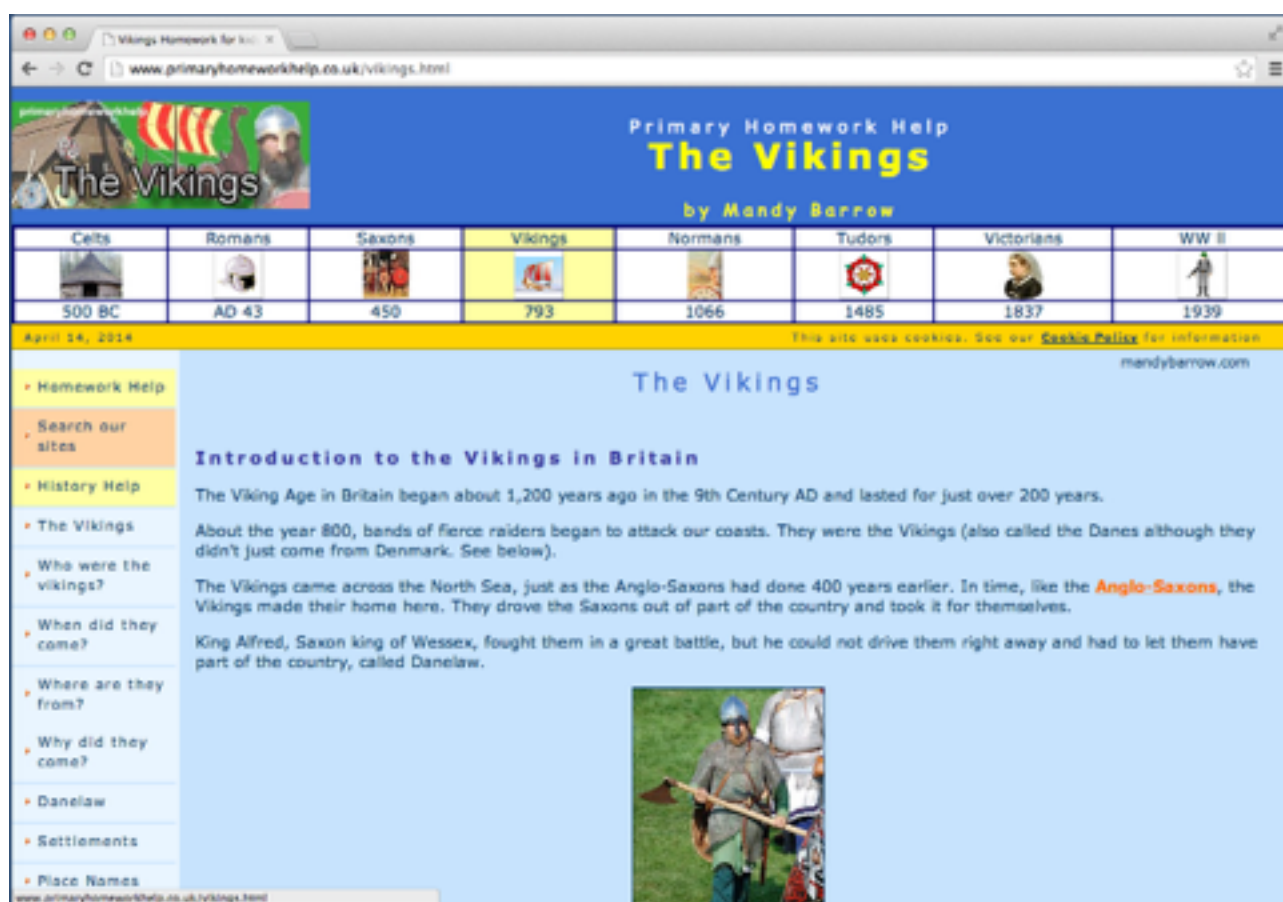 Vikings Homework for kids
www.primaryhomeworkhelp.co.uk/vikings.html
primaryhomeworkhelp
The Vikings
Primary Homework Help
The Vikings
by Mandy Barrow
Celts Romans Saxons Vikings Normans Tudors Victorians WW II
500 BC AD 43 450 793 1066 1485 1837 1939
April 14, 2014
This site uses cookies. See our Cookie Policy for information
mandybarrow.com
Homework Help
Search our
sites
History Help
The Vikings
Who were the
vikings?
When did they
come?
Where are they
from?
Why did they
come?
Danelaw
Settlements
Place Names
The Vikings
Introduction to the Vikings in Britain
The Viking Age in Britain began about 1,200 years ago in the 9th Century AD and lasted for just over 200 years.
About the year 800, bands of fierce raiders began to attack our coasts. They were the Vikings (also called the Danes although they
didn't just come from Denmark. See below).
The Vikings came across the North Sea, just as the Anglo-Saxons had done 400 years earlier. In time, like the Anglo-Saxons, the
Vikings made their home here. They drove the Saxons out of part of the country and took it for themselves.
King Alfred, Saxon king of Wessex, fought them in a great battle, but he could not drive them right away and had to let them have
part of the country, called Danelaw.
www.primaryhomeworkhelp.co.uk/vikings.html